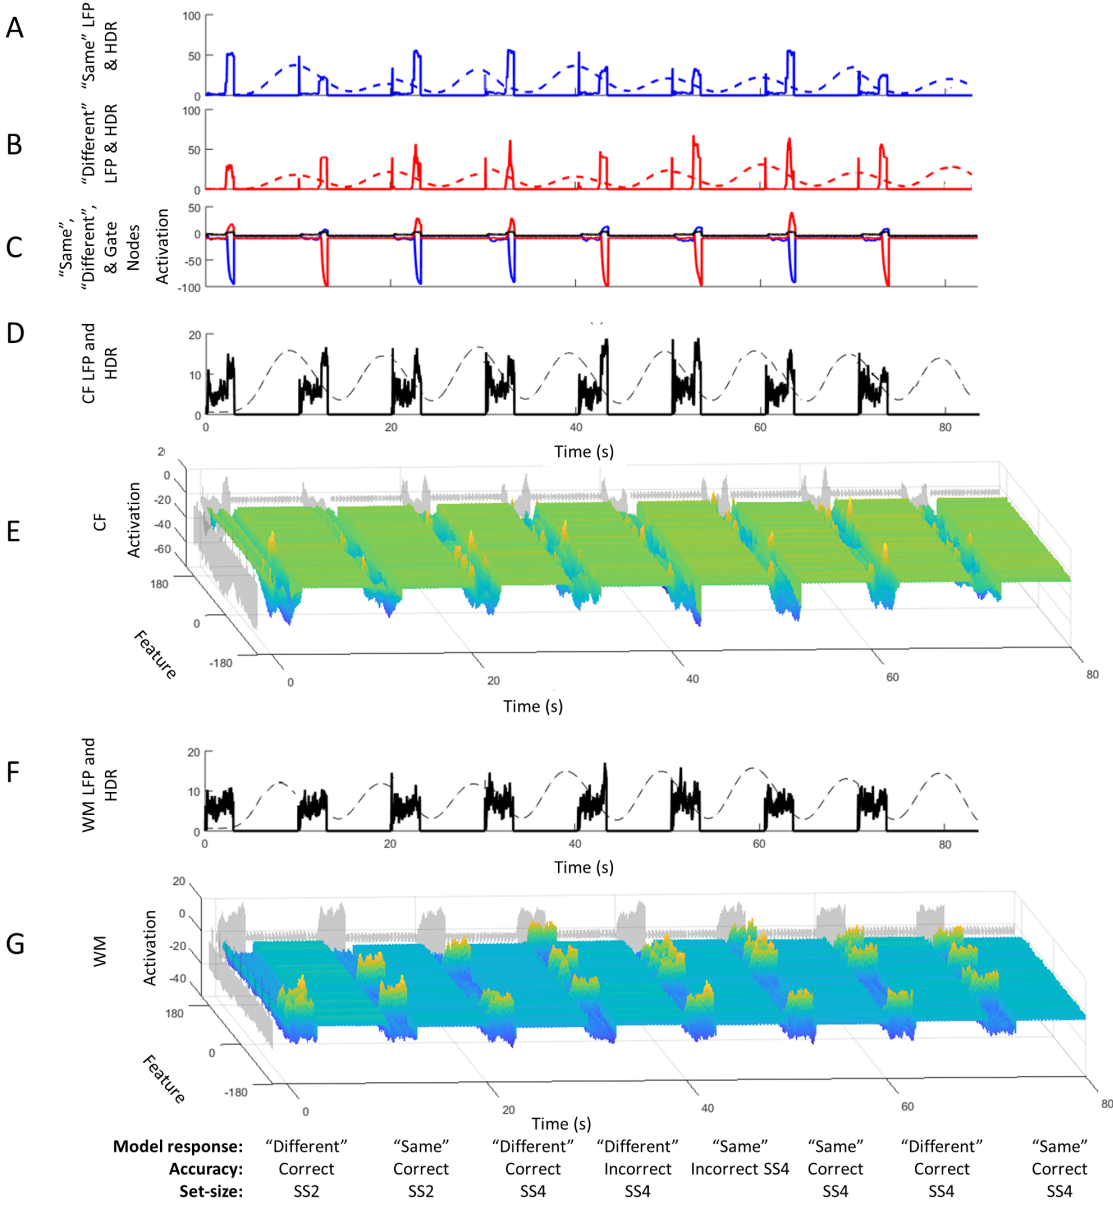 A
"Same" LFP
& HDR
100
50
0
B
"Different"
LFP & HDR
100
50
0
C
"Same",
"Different",
& Gate
Nodes
Activation
50
0
-50
-100
D
CF LFP and
HDR
20
10
0
0 20 40 60 80
Time (s)
E
CF
Activation
2
0
-20
-40
-60
180
0
-180
Feature
0 20 40 60 80
Time (s)
F
WM LFP and
HDR
20
10
0
0 20 40 60 80
Time (s)
G
WM
Activation
20
0
-20
-40
180
0
-180
Feature
0 20 40 60 80
Time (s)
Model response: "Different" "Same" "Different" "Different" "Same" "Same" "Different" "Same"
Accuracy: Correct Correct Correct Incorrect Incorrect SS4 Correct Correct Correct
Set-size: SS2 SS2 SS4 SS4 SS4 SS4 SS4